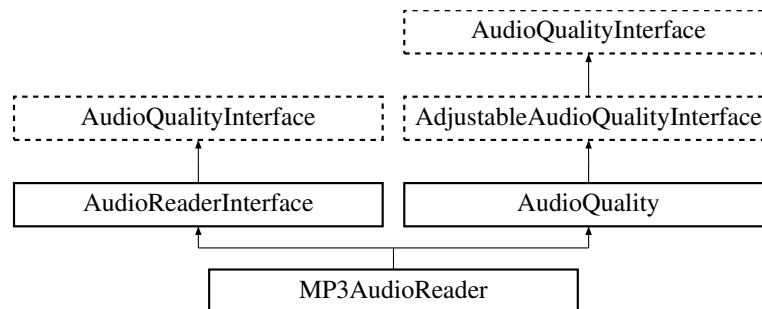 AudioQualityInterface
AudioQualityInterface
AdjustableAudioQualityInterface
AudioReaderInterface
AudioQuality
MP3AudioReader